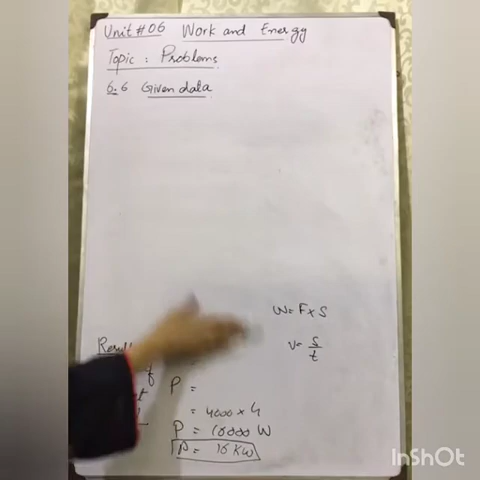 Unit # 06 Work and Energy
Topic : Problems
6.6 Given data
W = F x S
V = S/t
P =
= 4000 x 4
P = 16000 W
P = 16 KW
InShOt